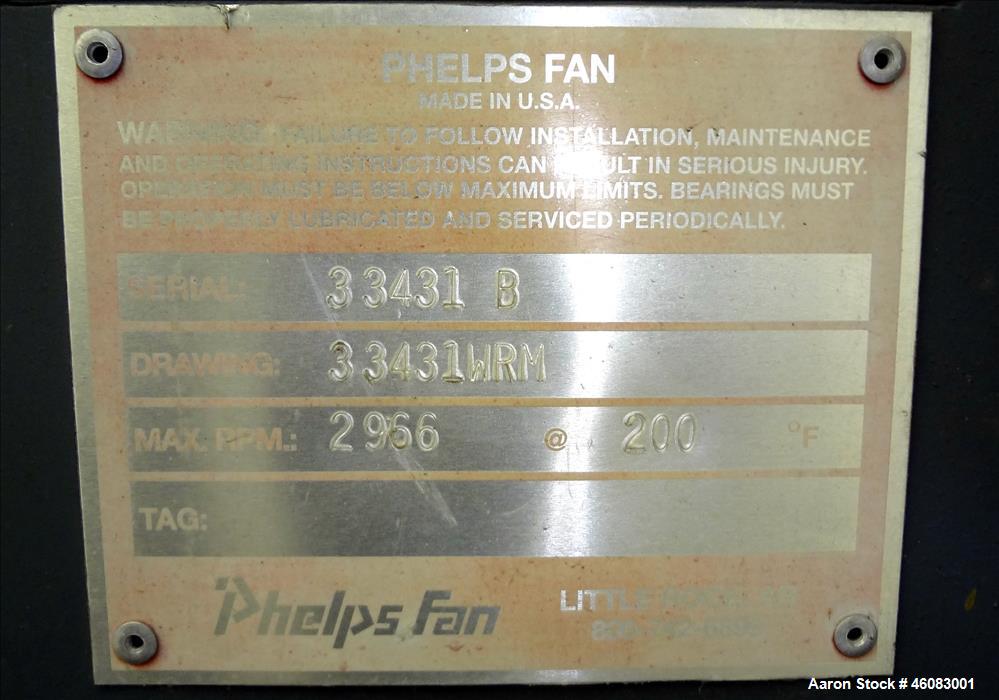 PHELPS FAN
MADE IN U.S.A.
WARNING: FAILURE TO FOLLOW INSTALLATION, MAINTENANCE
AND OPERATING INSTRUCTIONS CAN RESULT IN SERIOUS INJURY.
OPERATION MUST BE BELOW MAXIMUM LIMITS. BEARINGS MUST
BE PROPERLY LUBRICATED AND SERVICED PERIODICALLY.
SERIAL: 33431 B
DRAWING: 33431WRM
MAX. RPM.: 2966 @ 200 °F
TAG:
Phelps Fan
LITTLE ROCK, AR
Aaron Stock # 46083001